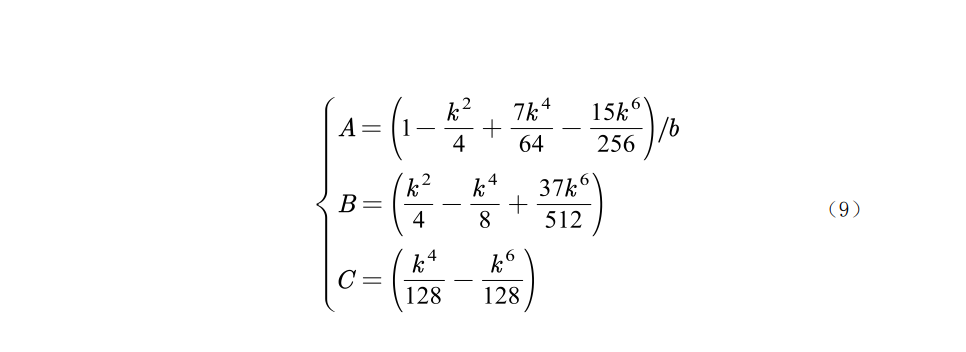 A = (1 − k²/4 + 7k⁴/64 − 15k⁶/256)/b
B = (k²/4 − k⁴/8 + 37k⁶/512) (9)
C = (k⁴/128 − k⁶/128)